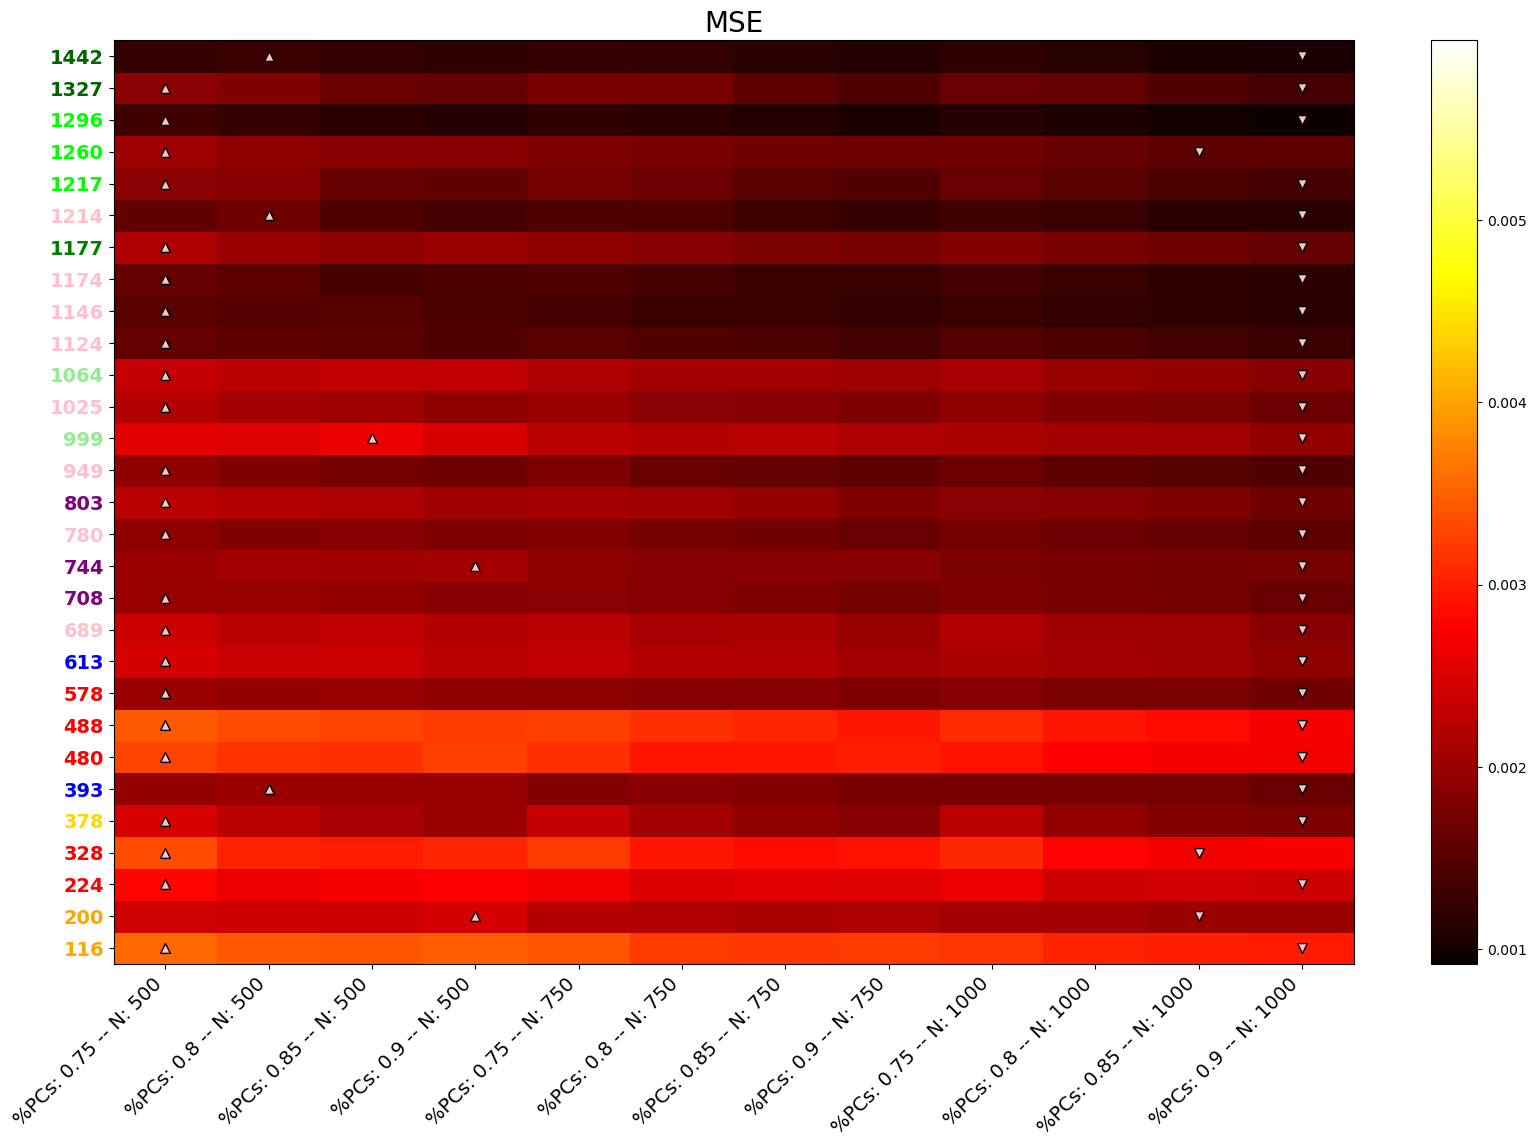 MSE
1442
1327
1296
1260
1217
1214
1177
1174
1146
1124
1064
1025
999
949
803
780
744
708
689
613
578
488
480
393
378
328
224
200
116
0.005
0.004
0.003
0.002
0.001
%PCs: 0.75 -- N: 500
%PCs: 0.8 -- N: 500
%PCs: 0.85 -- N: 500
%PCs: 0.9 -- N: 500
%PCs: 0.75 -- N: 750
%PCs: 0.8 -- N: 750
%PCs: 0.85 -- N: 750
%PCs: 0.9 -- N: 750
%PCs: 0.75 -- N: 1000
%PCs: 0.8 -- N: 1000
%PCs: 0.85 -- N: 1000
%PCs: 0.9 -- N: 1000